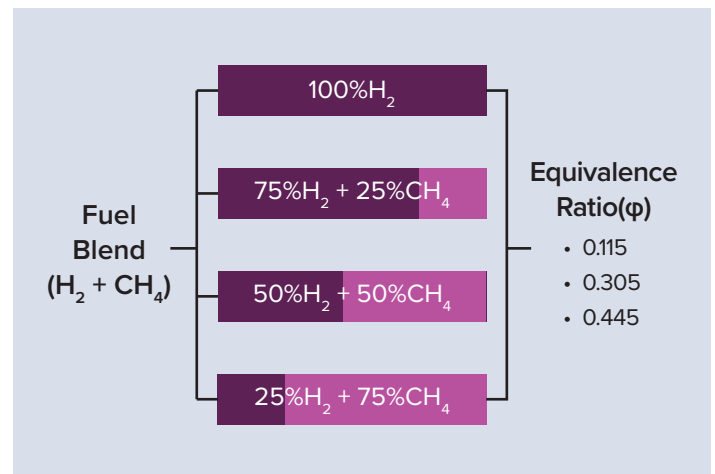 Fuel
Blend
(H₂ + CH₄)
100%H₂
75%H₂ + 25%CH₄
50%H₂ + 50%CH₄
25%H₂ + 75%CH₄
Equivalence
Ratio(φ)
• 0.115
• 0.305
• 0.445